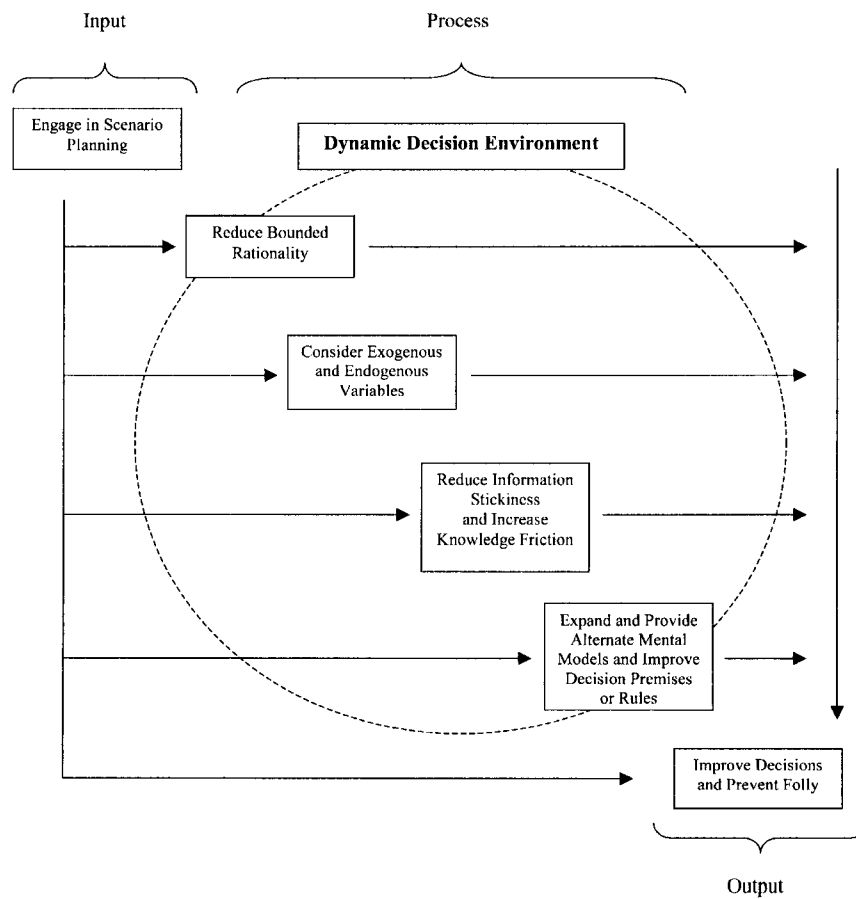 Input
Process
Engage in Scenario
Planning
Dynamic Decision Environment
Reduce Bounded
Rationality
Consider Exogenous
and Endogenous
Variables
Reduce Information
Stickiness
and Increase
Knowledge Friction
Expand and Provide
Alternate Mental
Models and Improve
Decision Premises
or Rules
Improve Decisions
and Prevent Folly
Output